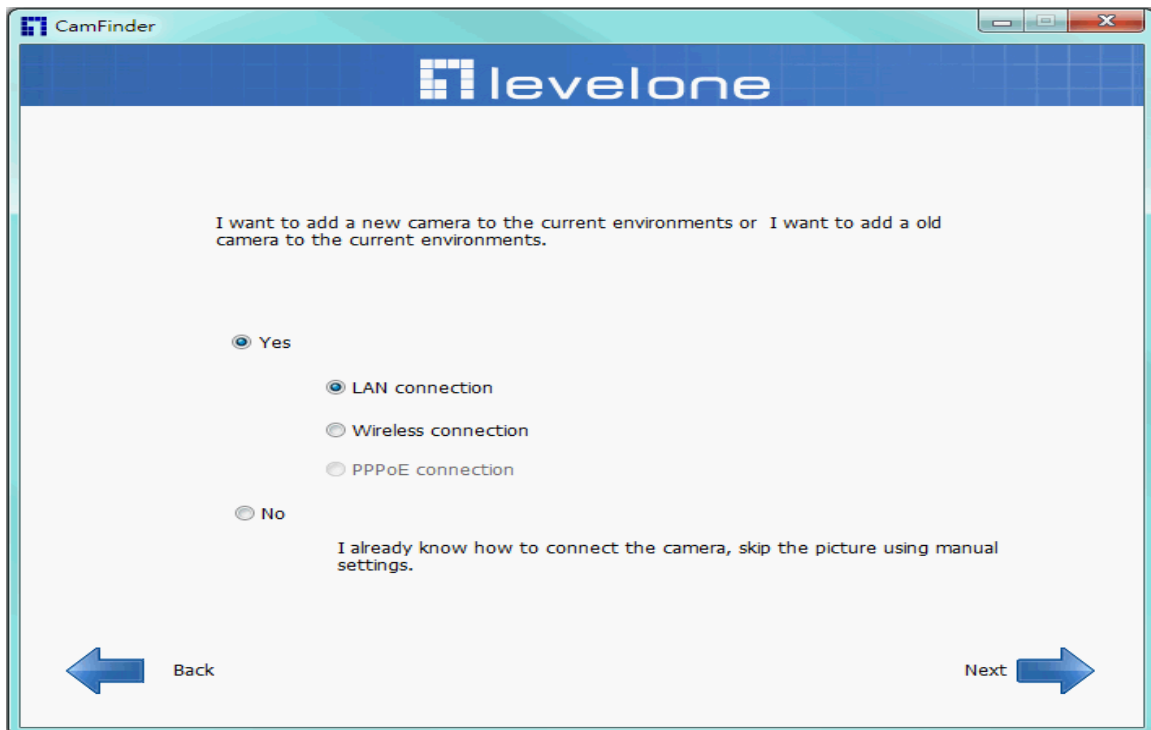 CamFinder
levelone
I want to add a new camera to the current environments or  I want to add a old
camera to the current environments.
Yes
LAN connection
Wireless connection
PPPoE connection
No
I already know how to connect the camera, skip the picture using manual
settings.
Back
Next